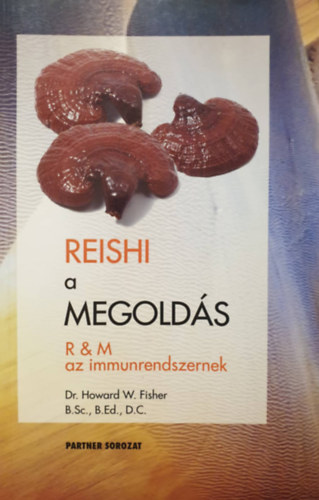 REISHI
a
MEGOLDÁS
R & M
az immunrendszernek
Dr. Howard W. Fisher
B.Sc., B.Ed., D.C.
PARTNER SOROZAT